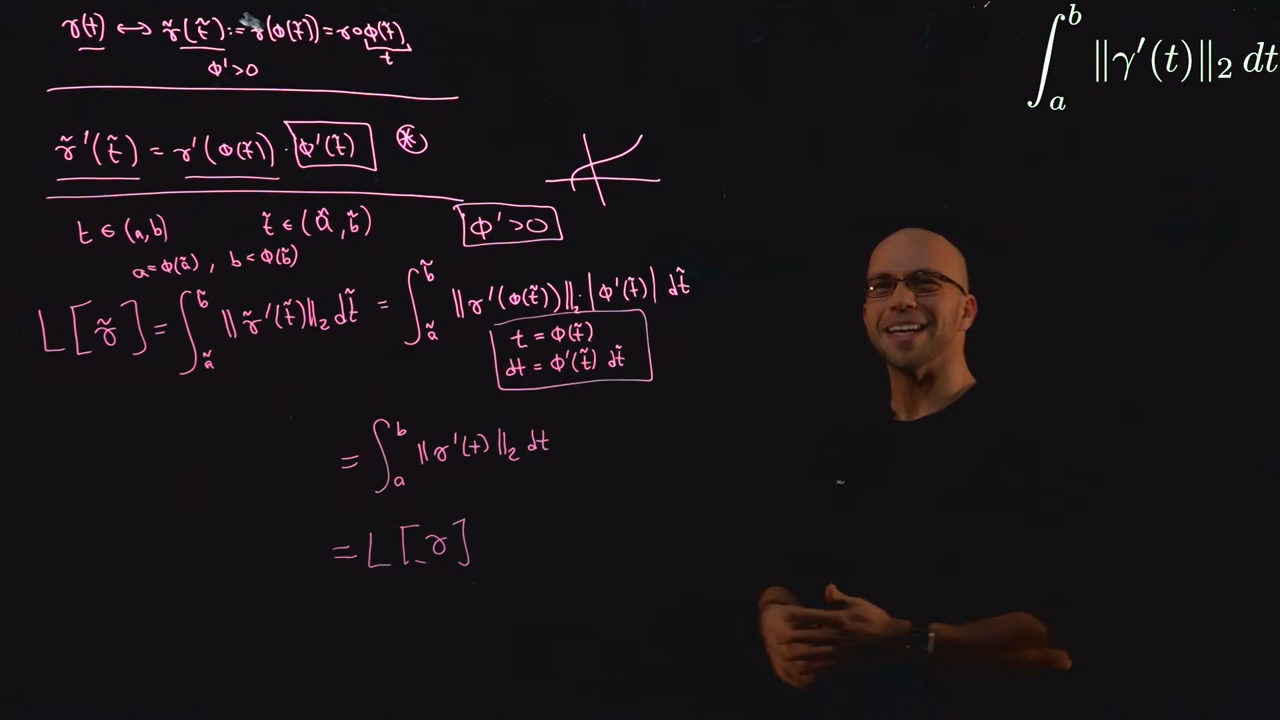 γ(t) ↔ γ̃(t̃) := γ(Φ(t̃)) = γ∘Φ(t̃)
Φ' > 0
t
γ̃'(t̃) = γ'(Φ(t̃)) · Φ'(t̃) ⊛
t ∈ (a,b) t̃ ∈ (ã, b̃) Φ' > 0
a = Φ(ã), b = Φ(b̃)
L[γ̃] = ∫_ã^b̃ ‖γ̃'(t̃)‖₂ dt̃ = ∫_ã^b̃ ‖γ'(Φ(t̃))‖₂ · |Φ'(t̃)| dt̃
t = Φ(t̃)
dt = Φ'(t̃) dt̃
= ∫_a^b ‖γ'(t)‖₂ dt
= L[γ]
∫_a^b ‖γ'(t)‖₂ dt